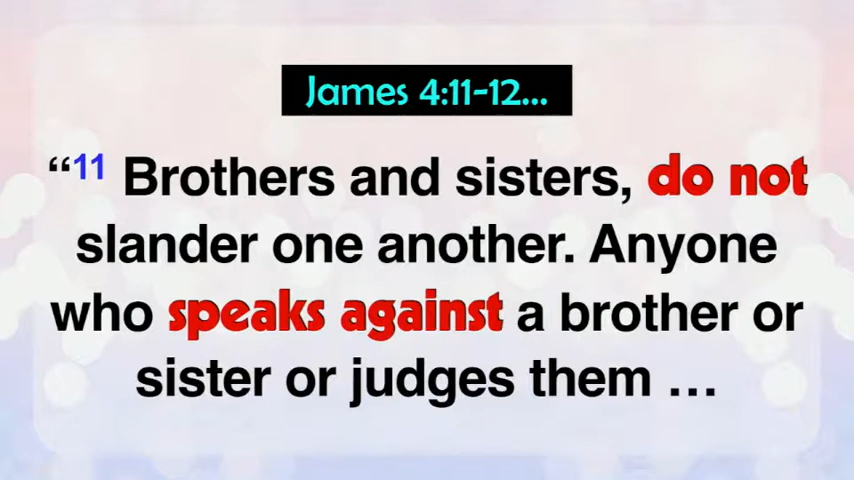 James 4:11-12...
“11 Brothers and sisters, do not
slander one another. Anyone
who speaks against a brother or
sister or judges them …